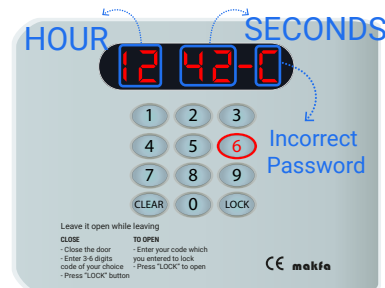 HOUR
SECONDS
12 42-C
1 2 3
4 5 6
7 8 9
CLEAR 0 LOCK
Incorrect
Password
Leave it open while leaving
CLOSE
- Close the door
- Enter 3-6 digits
code of your choice
- Press "LOCK" button
TO OPEN
- Enter your code which
you entered to lock
- Press "LOCK" to open
CE makfa